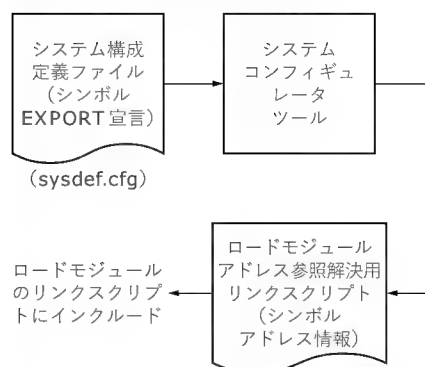 システム構成
定義ファイル
(シンボル
EXPORT宣言)
(sysdef.cfg)
システム
コンフィギュ
レータ
ツール
ロードモジュール
アドレス参照解決用
リンクスクリプト
(シンボル
アドレス情報)
ロードモジュール
のリンクスクリプ
トにインクルード